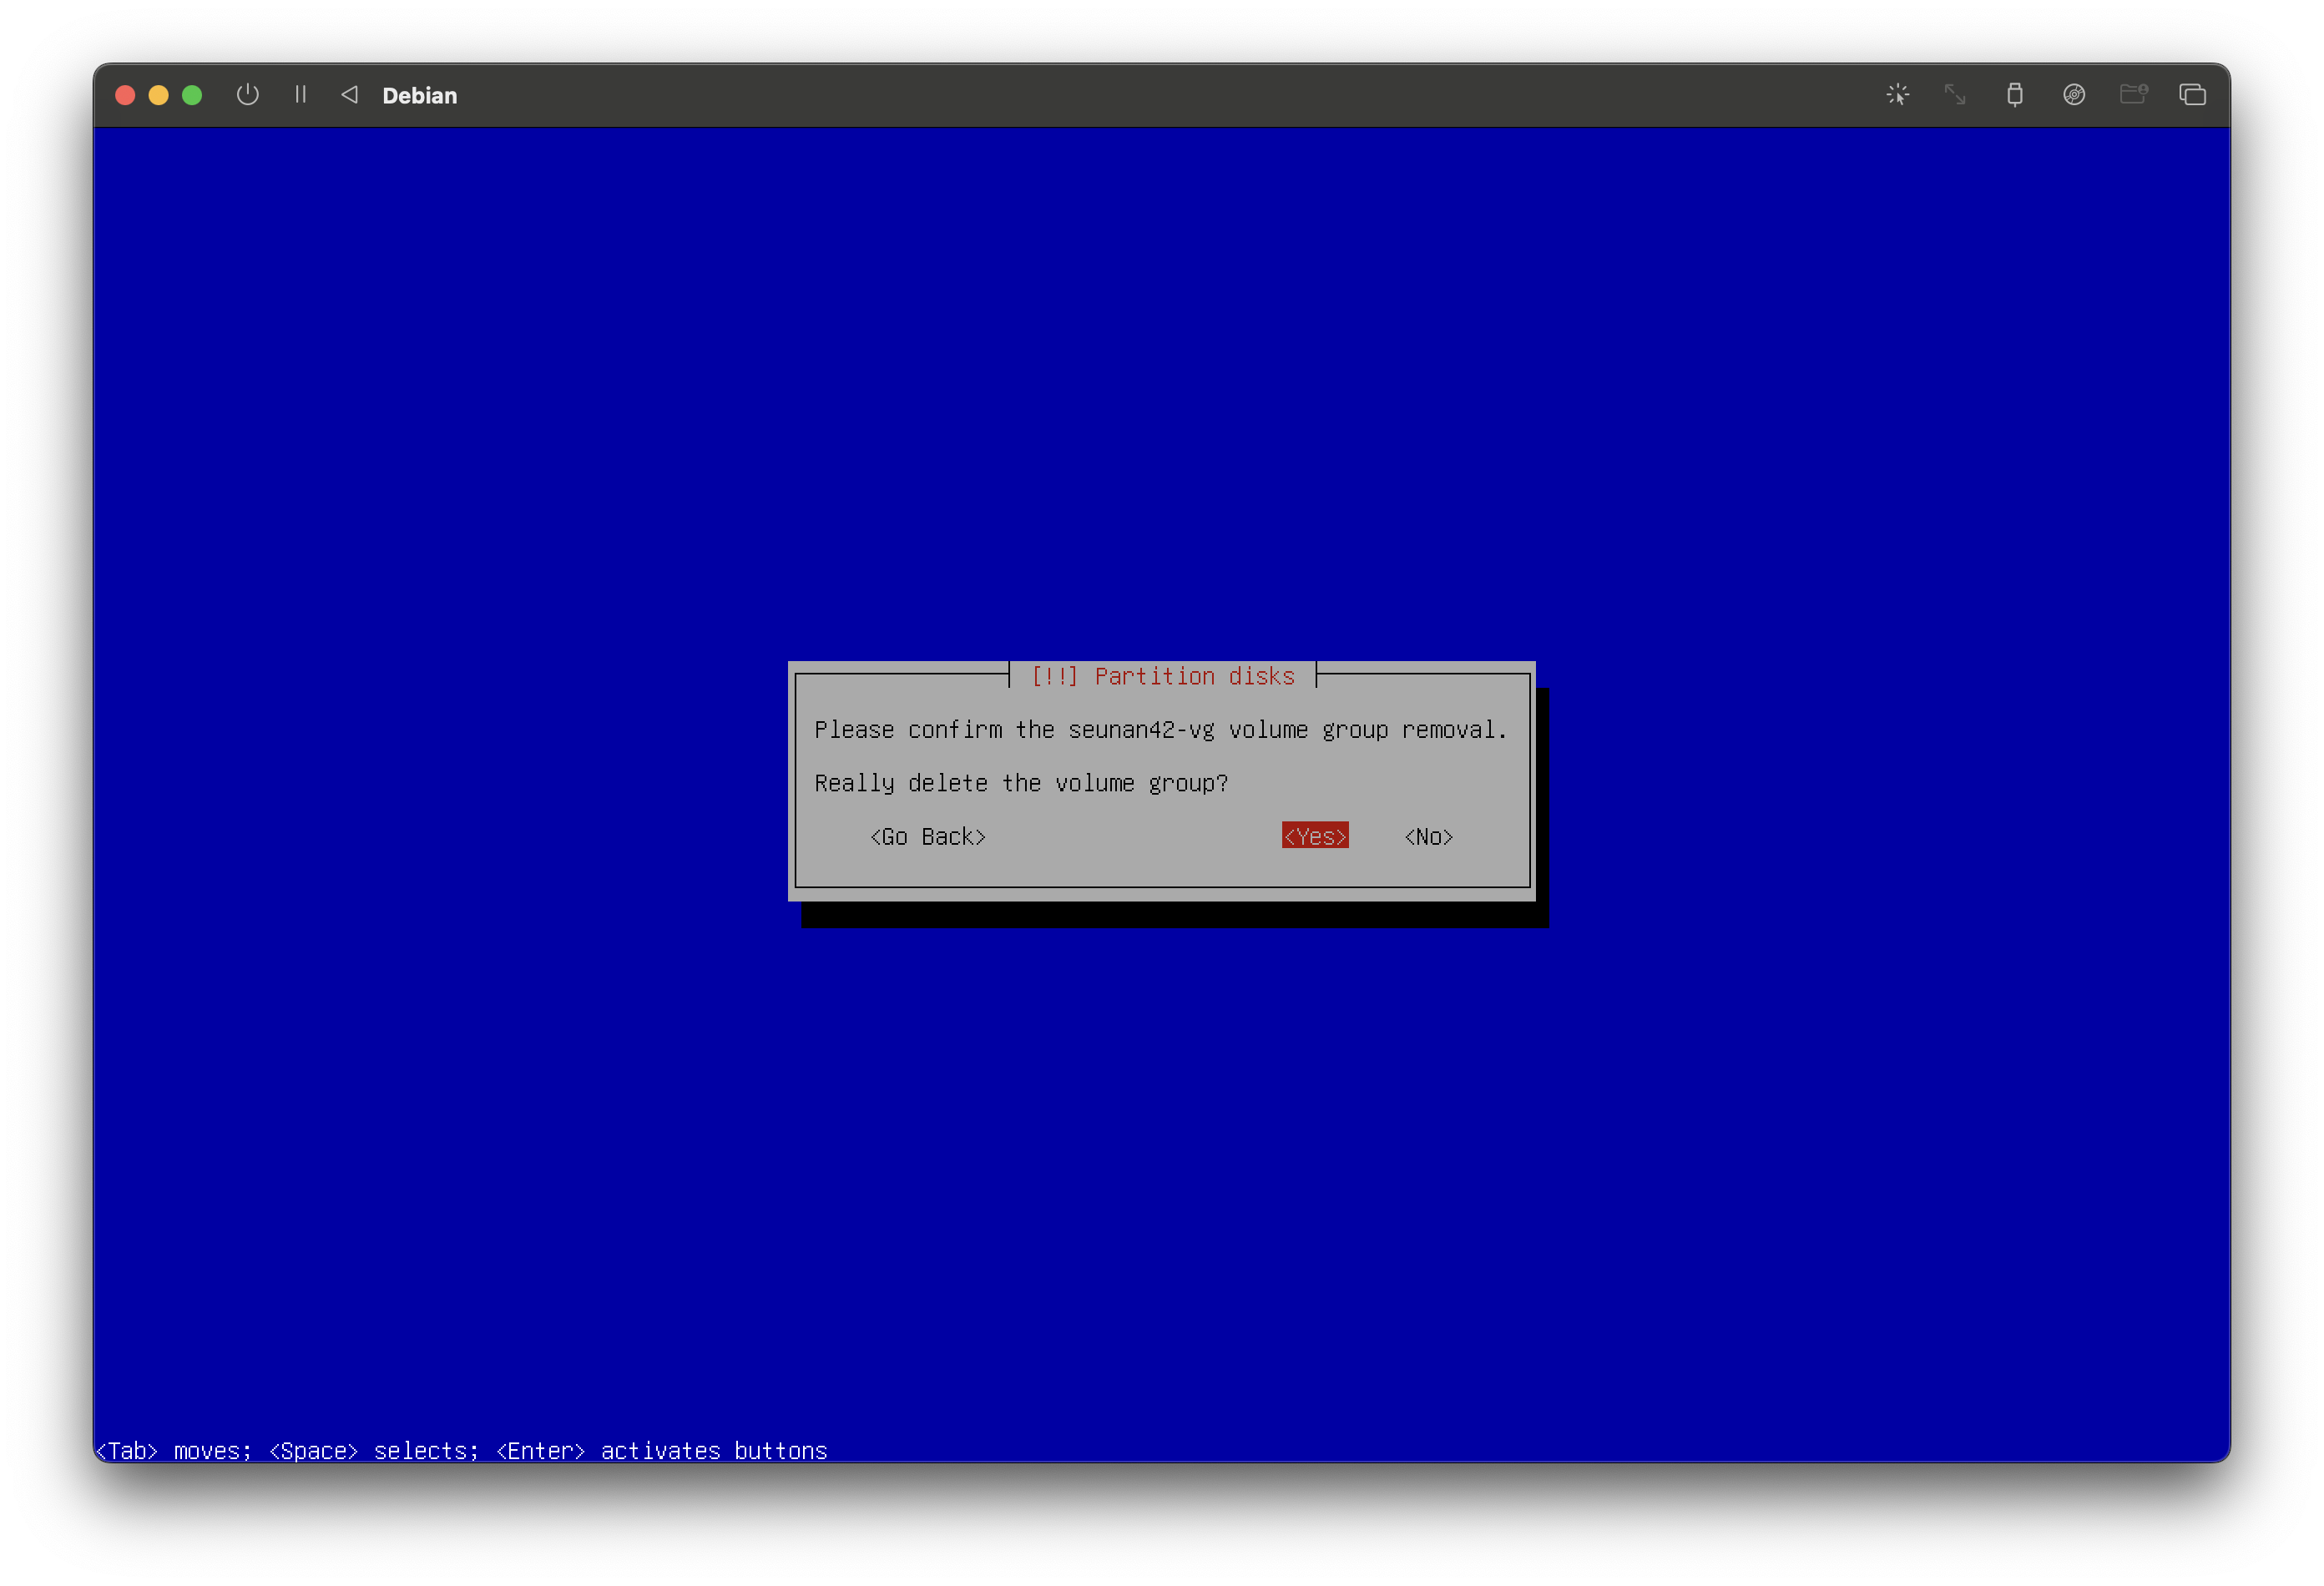 Debian
[!!] Partition disks
Please confirm the seunan42-vg volume group removal.
Really delete the volume group?
<Go Back> <Yes> <No>
<Tab> moves; <Space> selects; <Enter> activates buttons